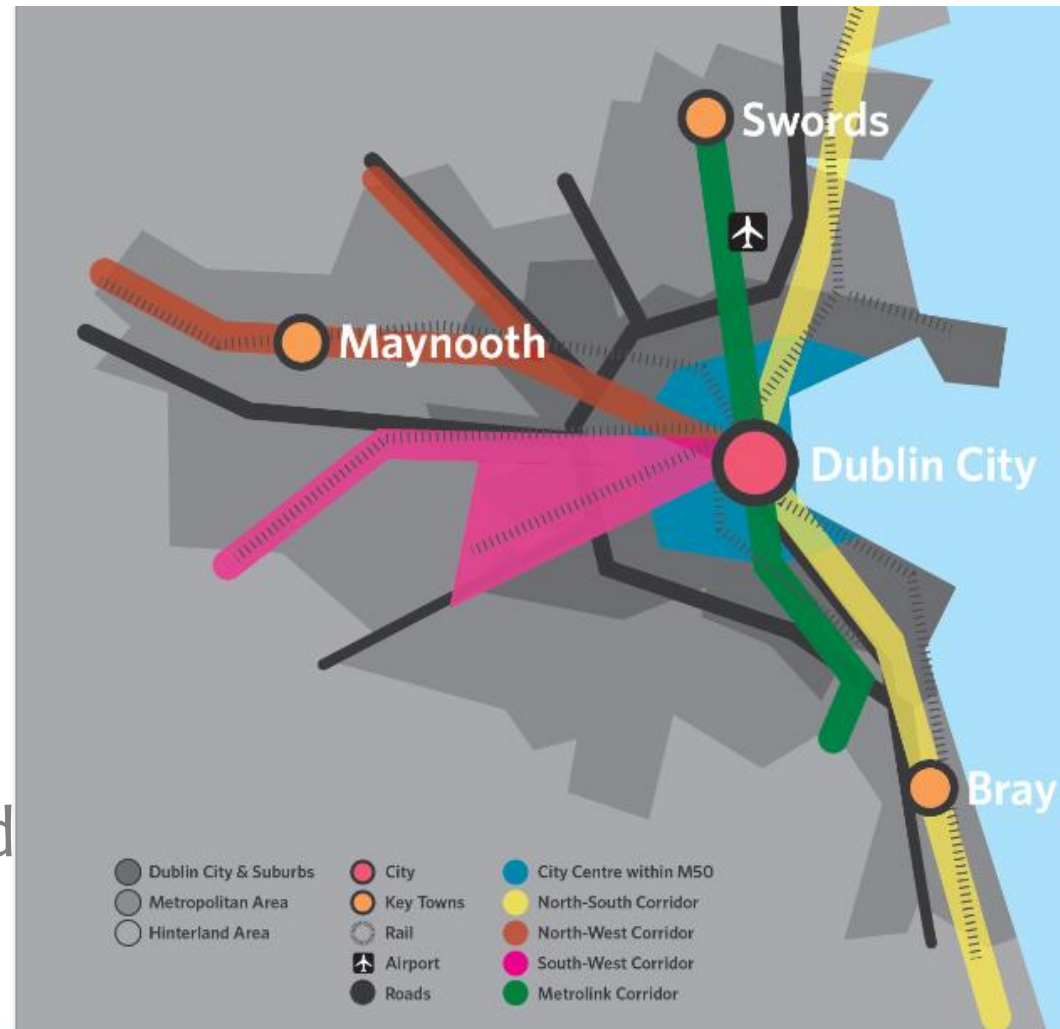 Swords
Maynooth
Dublin City
Bray
d
Dublin City & Suburbs
Metropolitan Area
Hinterland Area
City
Key Towns
Rail
Airport
Roads
City Centre within M50
North-South Corridor
North-West Corridor
South-West Corridor
Metrolink Corridor